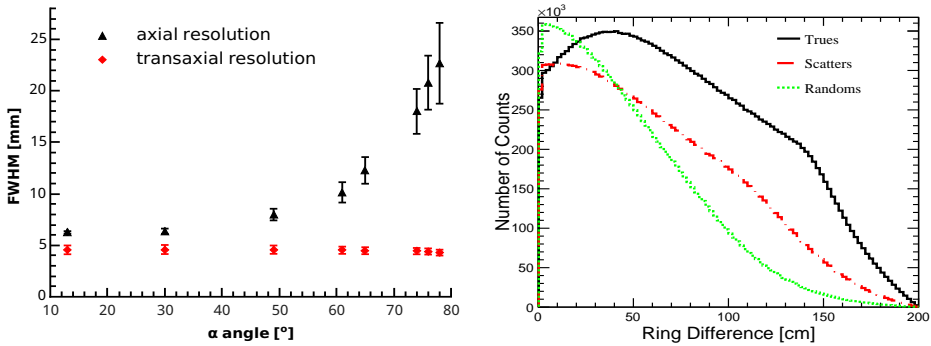 axial resolution
transaxial resolution
FWHM [mm]
25
20
15
10
5
0
10 20 30 40 50 60 70 80
α angle [°]
×10³
350
300
250
200
150
100
50
0
Number of Counts
Trues
Scatters
Randoms
0 50 100 150 200
Ring Difference [cm]